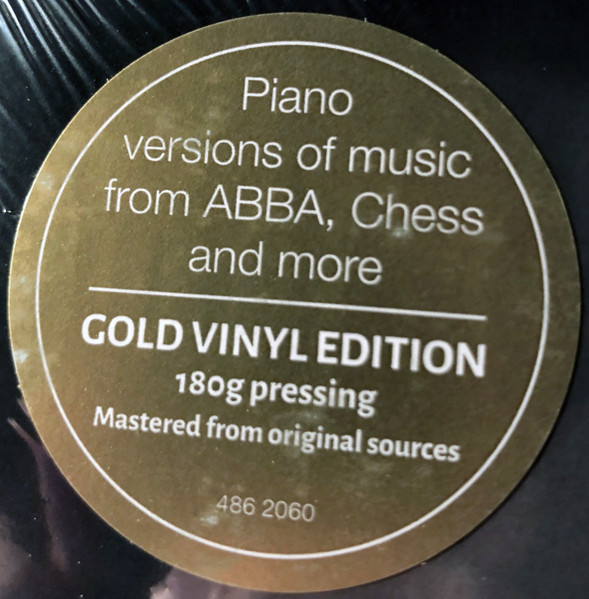 Piano
versions of music
from ABBA, Chess
and more
GOLD VINYL EDITION
180g pressing
Mastered from original sources
486 2060